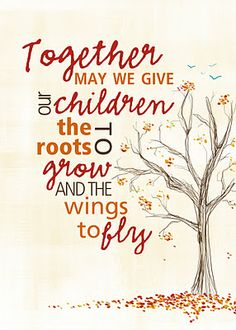 Together
MAY WE GIVE
our children
the
roots TO
grow
AND THE
wings
to fly